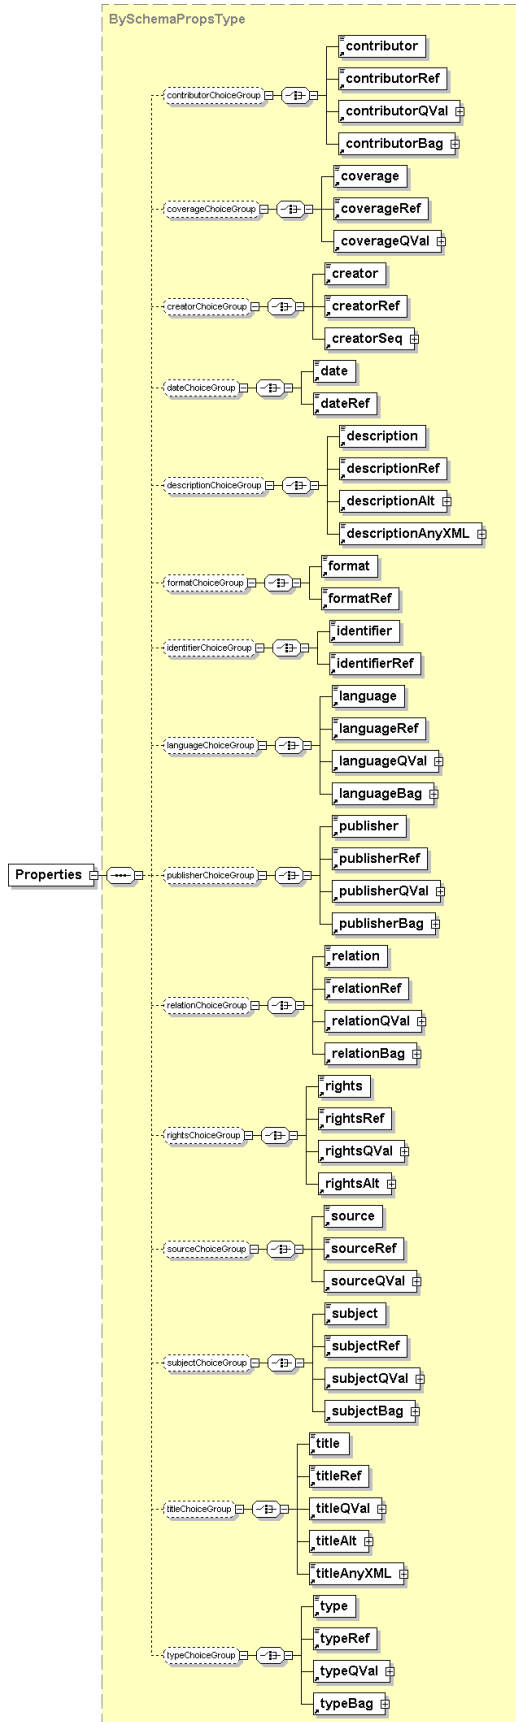 BySchemaPropsType
contributorChoiceGroup
contributor
contributorRef
contributorQVal
contributorBag
coverageChoiceGroup
coverage
coverageRef
coverageQVal
creatorChoiceGroup
creator
creatorRef
creatorSeq
dateChoiceGroup
date
dateRef
descriptionChoiceGroup
description
descriptionRef
descriptionAlt
descriptionAnyXML
formatChoiceGroup
format
formatRef
identifierChoiceGroup
identifier
identifierRef
languageChoiceGroup
language
languageRef
languageQVal
languageBag
Properties
publisherChoiceGroup
publisher
publisherRef
publisherQVal
publisherBag
relationChoiceGroup
relation
relationRef
relationQVal
relationBag
rightsChoiceGroup
rights
rightsRef
rightsQVal
rightsAlt
sourceChoiceGroup
source
sourceRef
sourceQVal
subjectChoiceGroup
subject
subjectRef
subjectQVal
subjectBag
titleChoiceGroup
title
titleRef
titleQVal
titleAlt
titleAnyXML
typeChoiceGroup
type
typeRef
typeQVal
typeBag